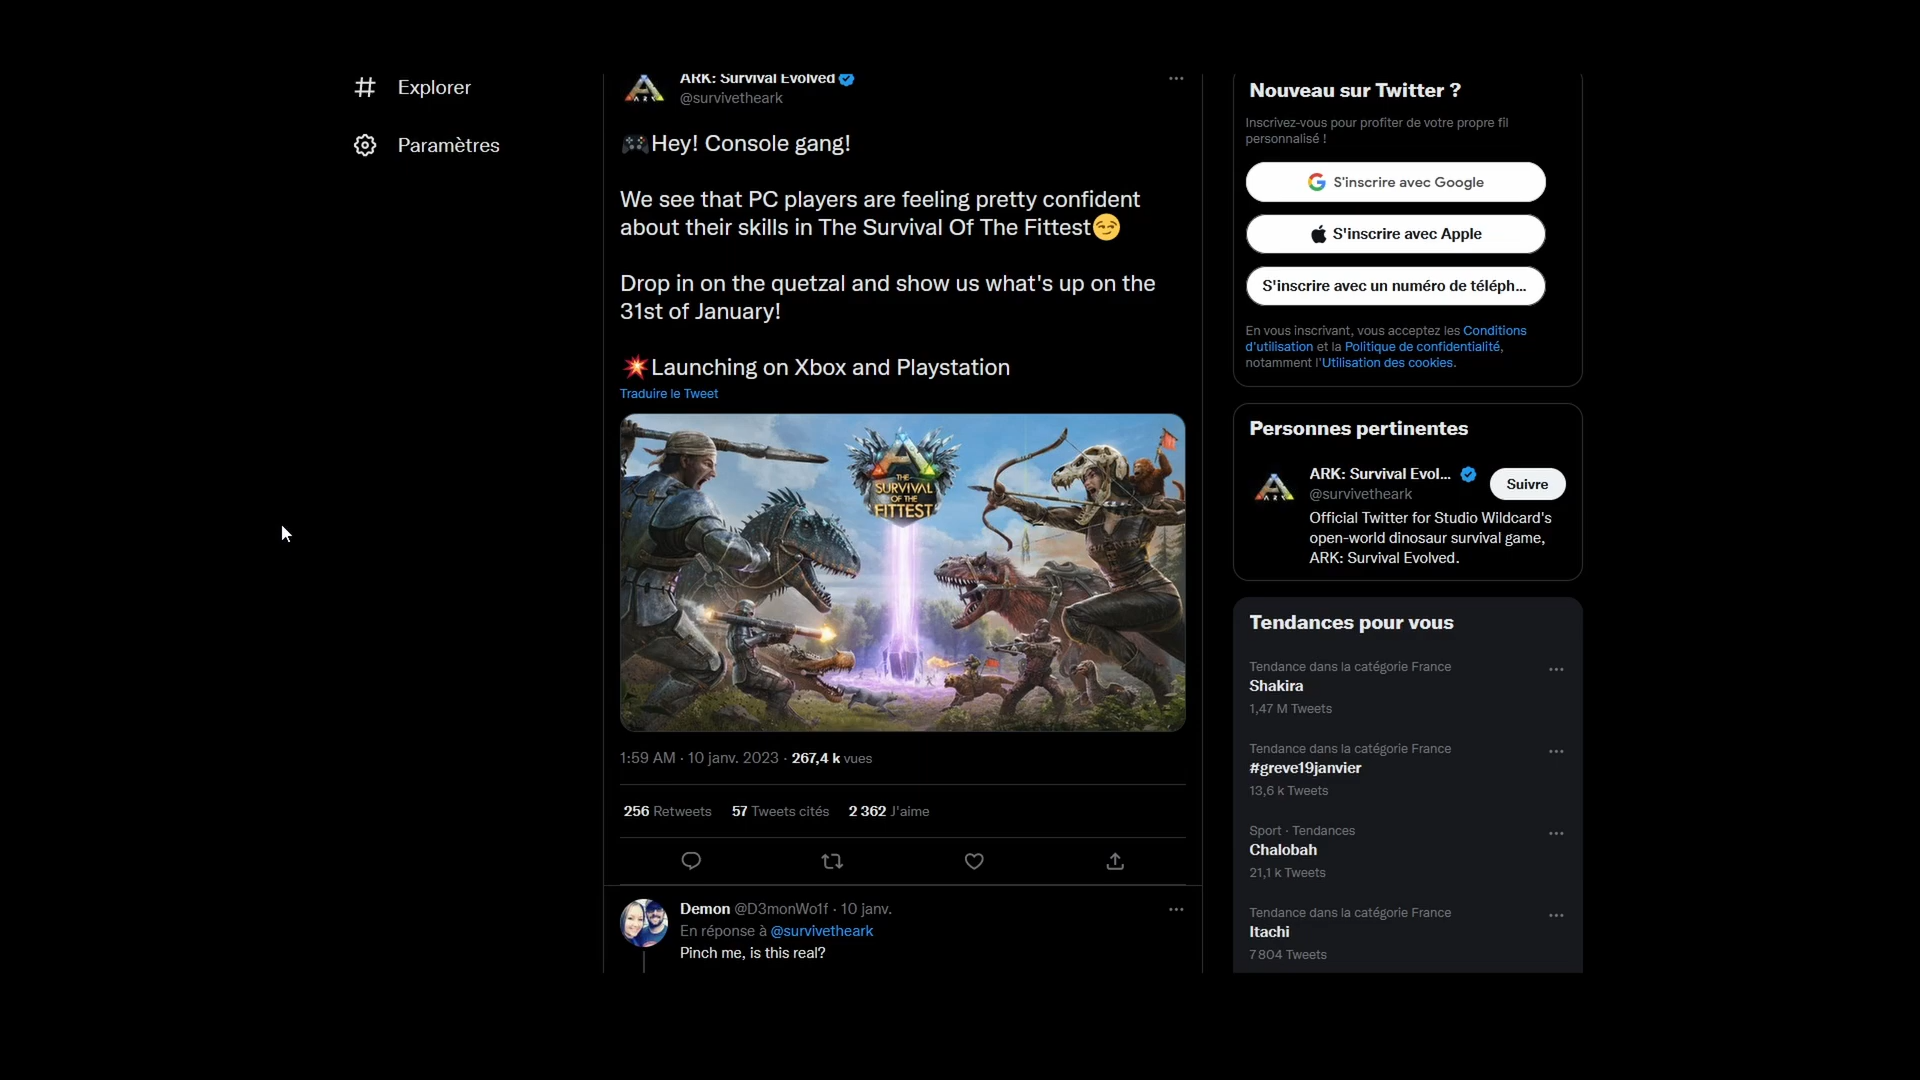 Explorer
Paramètres
ARK: Survival Evolved
@survivetheark
🎮Hey! Console gang!
We see that PC players are feeling pretty confident
about their skills in The Survival Of The Fittest😏
Drop in on the quetzal and show us what's up on the
31st of January!
💥Launching on Xbox and Playstation
Traduire le Tweet
THE
SURVIVAL
OF THE
FITTEST
1:59 AM · 10 janv. 2023 · 267,4 k vues
256 Retweets 57 Tweets cités 2 362 J'aime
Demon @D3monWo1f · 10 janv.
En réponse à @survivetheark
Pinch me, is this real?
Nouveau sur Twitter ?
Inscrivez-vous pour profiter de votre propre fil
personnalisé !
S'inscrire avec Google
S'inscrire avec Apple
S'inscrire avec un numéro de téléph...
En vous inscrivant, vous acceptez les Conditions
d'utilisation et la Politique de confidentialité,
notamment l'Utilisation des cookies.
Personnes pertinentes
ARK: Survival Evol...
@survivetheark
Suivre
Official Twitter for Studio Wildcard's
open-world dinosaur survival game,
ARK: Survival Evolved.
Tendances pour vous
Tendance dans la catégorie France
Shakira
1,47 M Tweets
Tendance dans la catégorie France
#greve19janvier
13,6 k Tweets
Sport · Tendances
Chalobah
21,1 k Tweets
Tendance dans la catégorie France
Itachi
7 804 Tweets